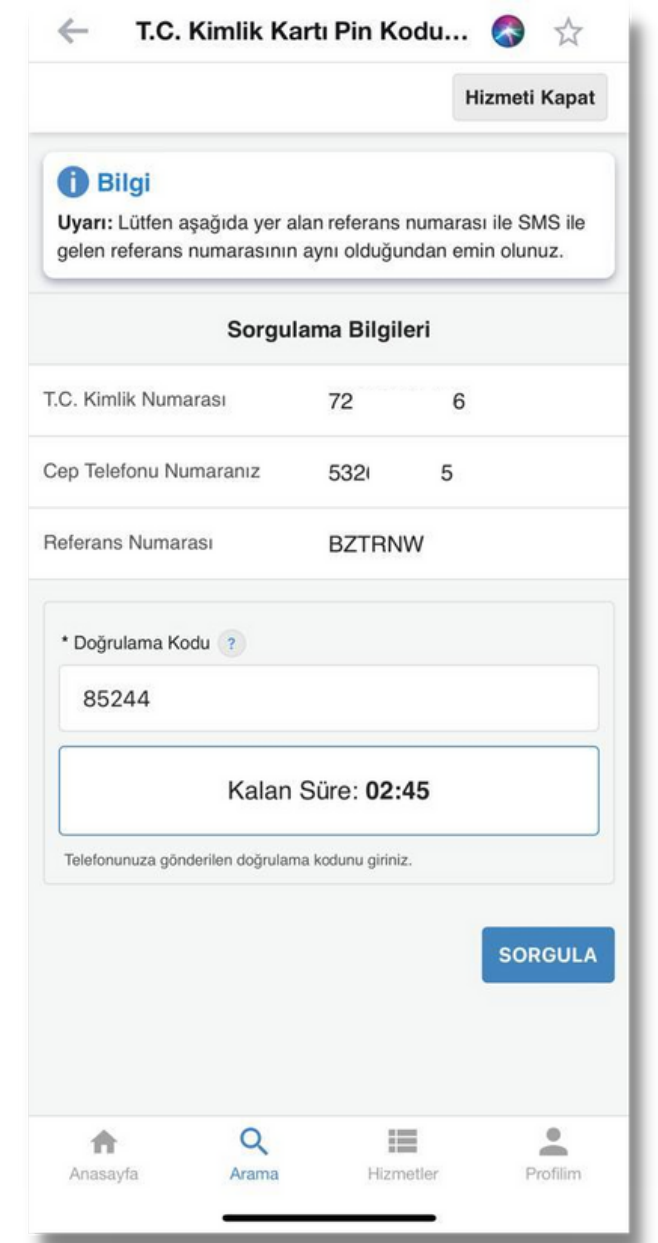 T.C. Kimlik Kartı Pin Kodu...
Hizmeti Kapat
Bilgi
Uyarı: Lütfen aşağıda yer alan referans numarası ile SMS ile
gelen referans numarasının aynı olduğundan emin olunuz.
Sorgulama Bilgileri
T.C. Kimlik Numarası 72 6
Cep Telefonu Numaranız 532 5
Referans Numarası BZTRNW
* Doğrulama Kodu ?
85244
Kalan Süre: 02:45
Telefonunuza gönderilen doğrulama kodunu giriniz.
SORGULA
Anasayfa Arama Hizmetler Profilim